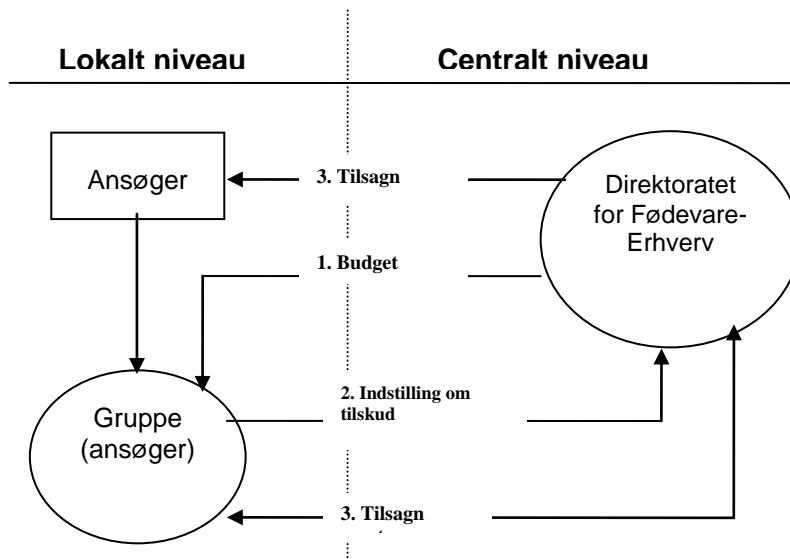 Lokalt niveau
Centralt niveau
Ansøger
3. Tilsagn
Direktoratet
for Fødevare-
Erhverv
1. Budget
2. Indstilling om
tilskud
Gruppe
(ansøger)
3. Tilsagn